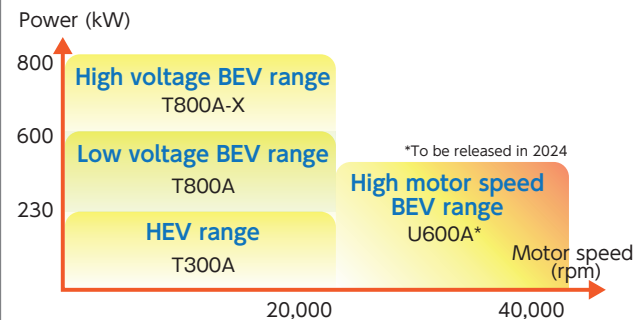 Power (kW)
800
High voltage BEV range
T800A-X
600
Low voltage BEV range
T800A
230
HEV range
T300A
*To be released in 2024
High motor speed
BEV range
U600A*
Motor speed
(rpm)
20,000
40,000